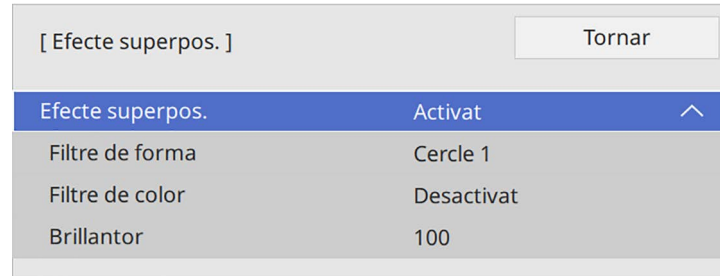 [ Efecte superpos. ]
Tornar
Efecte superpos. Activat
Filtre de forma Cercle 1
Filtre de color Desactivat
Brillantor 100